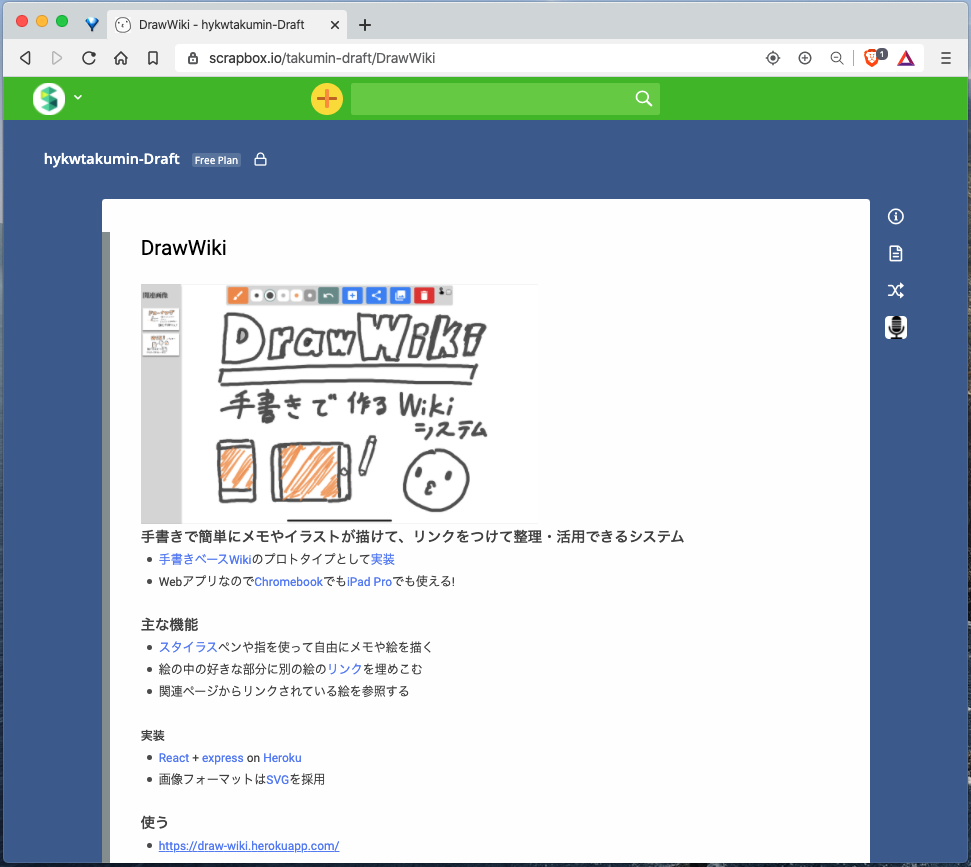 DrawWiki - hykwtakumin-Draft
scrapbox.io/takumin-draft/DrawWiki
1
hykwtakumin-Draft Free Plan
DrawWiki
関連画像
DrawWiki
手書きで作るWiki
システム
手書きで簡単にメモやイラストが描けて、リンクをつけて整理・活用できるシステム
手書きベースWikiのプロトタイプとして実装
WebアプリなのでChromebookでもiPad Proでも使える!
主な機能
スタイラスペンや指を使って自由にメモや絵を描く
絵の中の好きな部分に別の絵のリンクを埋めこむ
関連ページからリンクされている絵を参照する
実装
React + express on Heroku
画像フォーマットはSVGを採用
使う
https://draw-wiki.herokuapp.com/